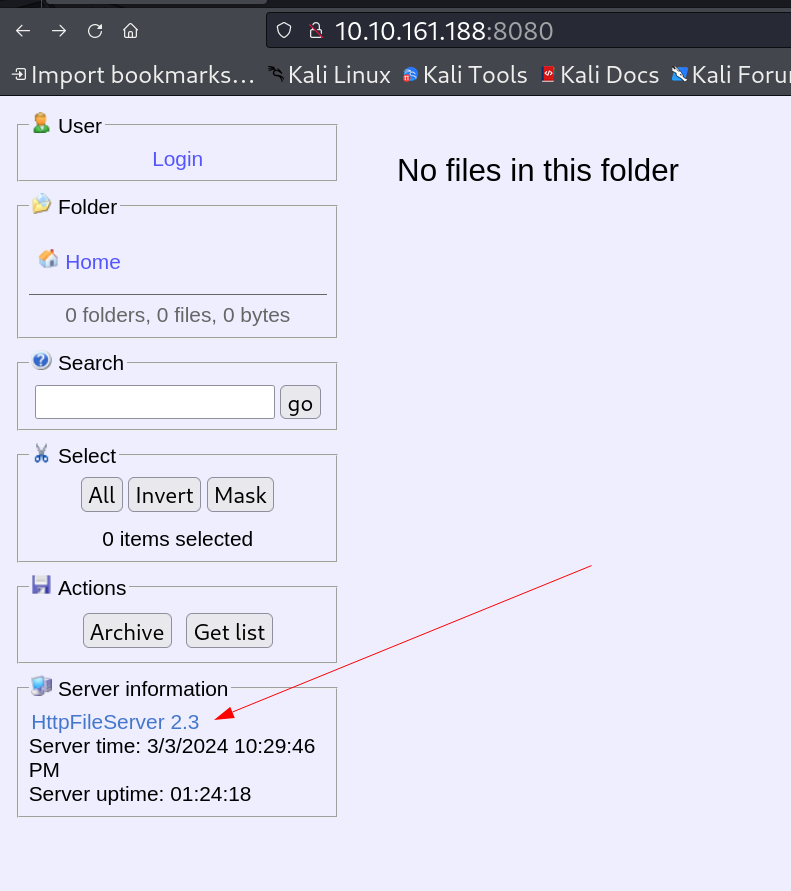 10.10.161.188:8080
Import bookmarks... Kali Linux Kali Tools Kali Docs Kali Foru
User
Login
No files in this folder
Folder
Home
0 folders, 0 files, 0 bytes
Search
go
Select
All Invert Mask
0 items selected
Actions
Archive Get list
Server information
HttpFileServer 2.3
Server time: 3/3/2024 10:29:46
PM
Server uptime: 01:24:18